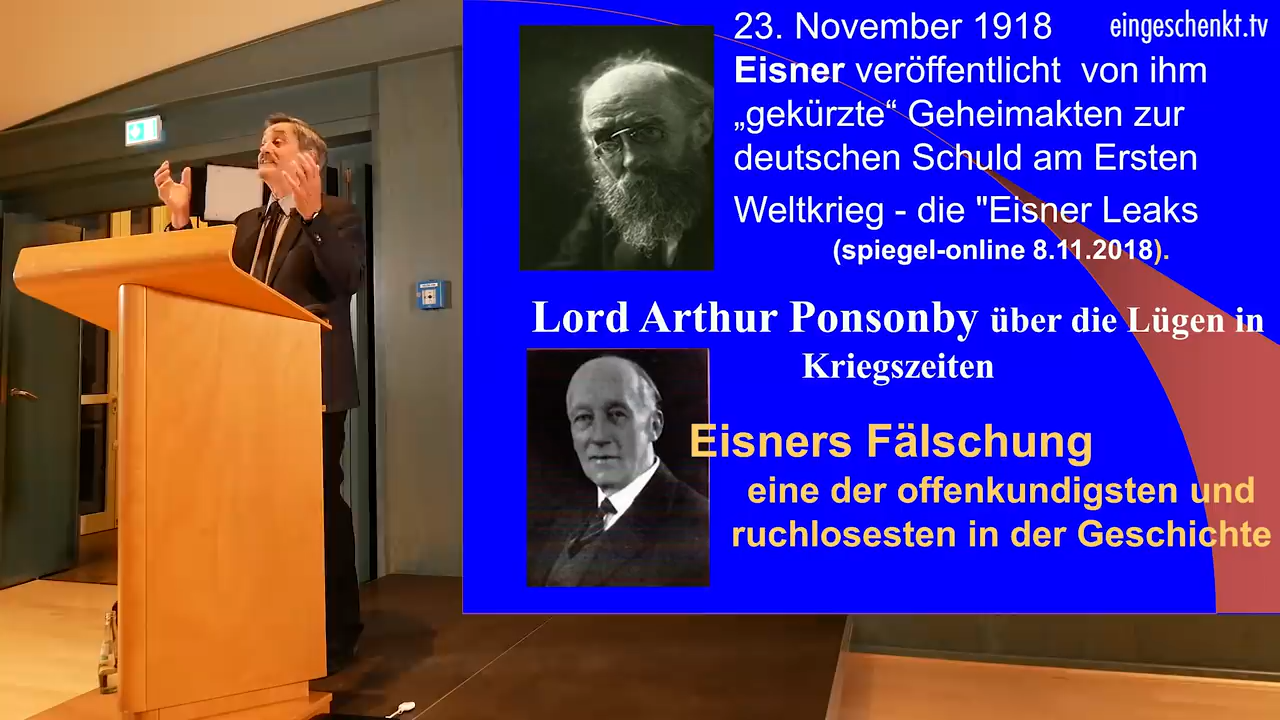 23. November 1918
eingeschenkt.tv
Eisner veröffentlicht von ihm
„gekürzte“ Geheimakten zur
deutschen Schuld am Ersten
Weltkrieg - die "Eisner Leaks
(spiegel-online 8.11.2018).
Lord Arthur Ponsonby über die Lügen in
Kriegszeiten
Eisners Fälschung
eine der offenkundigsten und
ruchlosesten in der Geschichte